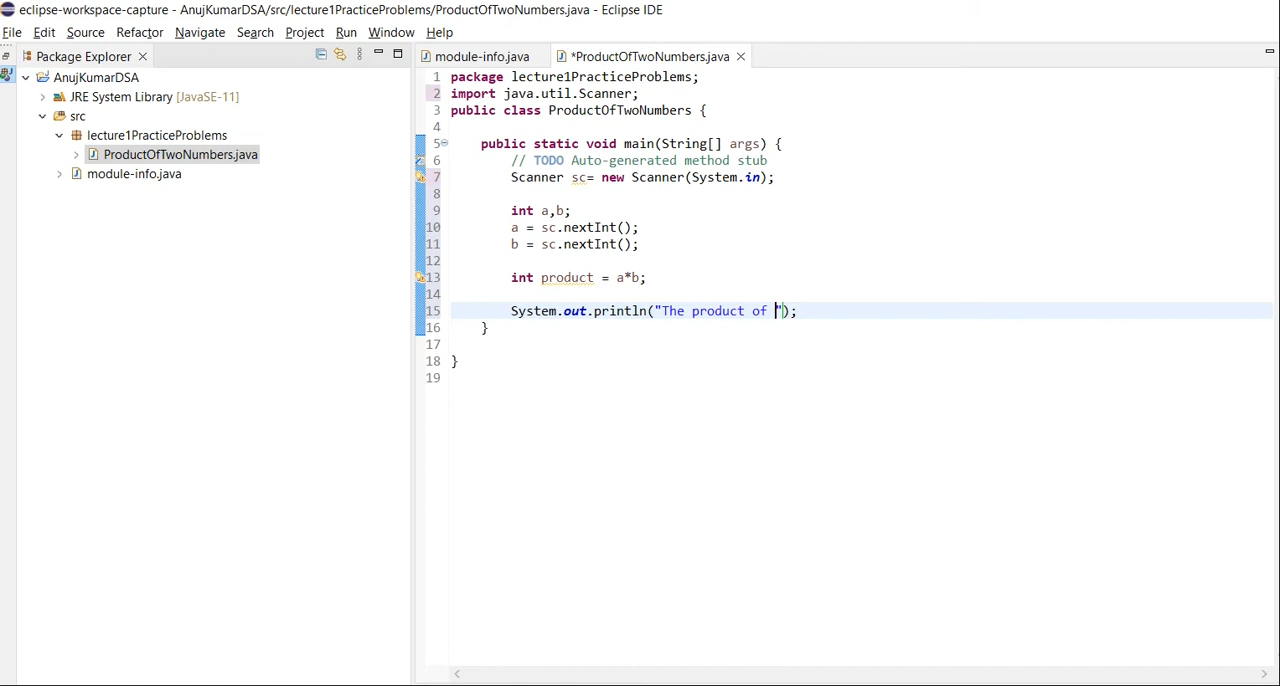 eclipse-workspace-capture - AnujKumarDSA/src/lecture1PracticeProblems/ProductOfTwoNumbers.java - Eclipse IDE
File Edit Source Refactor Navigate Search Project Run Window Help
Package Explorer
module-info.java *ProductOfTwoNumbers.java
AnujKumarDSA
JRE System Library [JavaSE-11]
src
lecture1PracticeProblems
ProductOfTwoNumbers.java
module-info.java
1 package lecture1PracticeProblems;
2 import java.util.Scanner;
3 public class ProductOfTwoNumbers {
4
5 public static void main(String[] args) {
6 // TODO Auto-generated method stub
7 Scanner sc= new Scanner(System.in);
8
9 int a,b;
10 a = sc.nextInt();
11 b = sc.nextInt();
12
13 int product = a*b;
14
15 System.out.println("The product of ");
16 }
17
18 }
19